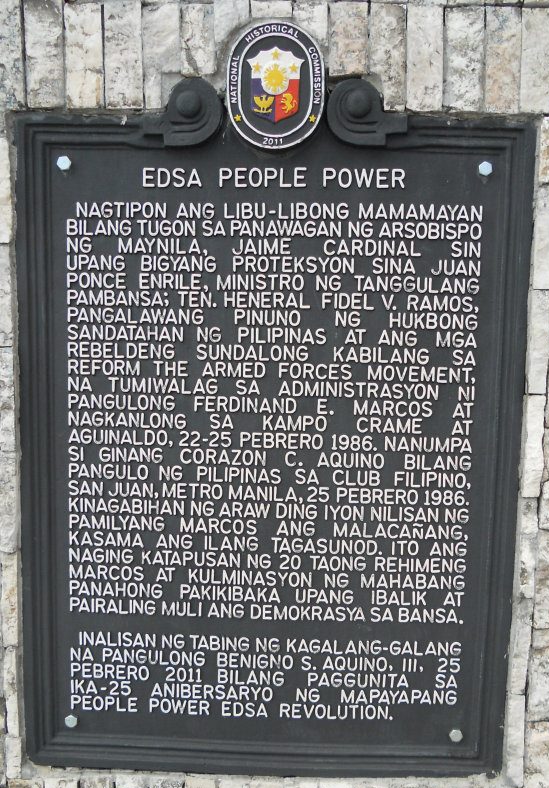 NATIONAL HISTORICAL COMMISSION
2011
EDSA PEOPLE POWER
NAGTIPON ANG LIBU-LIBONG MAMAMAYAN
BILANG TUGON SA PANAWAGAN NG ARSOBISPO
NG MAYNILA, JAIME CARDINAL SIN
UPANG BIGYANG PROTEKSYON SINA JUAN
PONCE ENRILE, MINISTRO NG TANGGULANG
PAMBANSA; TEN. HENERAL FIDEL V. RAMOS,
PANGALAWANG PINUNO NG HUKBONG
SANDATAHAN NG PILIPINAS AT ANG MGA
REBELDENG SUNDALONG KABILANG SA
REFORM THE ARMED FORCES MOVEMENT,
NA TUMIWALAG SA ADMINISTRASYON NI
PANGULONG FERDINAND E. MARCOS AT
NAGKANLONG SA KAMPO CRAME AT
AGUINALDO, 22-25 PEBRERO 1986. NANUMPA
SI GINANG CORAZON C. AQUINO BILANG
PANGULO NG PILIPINAS SA CLUB FILIPINO,
SAN JUAN, METRO MANILA, 25 PEBRERO 1986.
KINAGABIHAN NG ARAW DING IYON NILISAN NG
PAMILYANG MARCOS ANG MALACAÑANG,
KASAMA ANG ILANG TAGASUNOD. ITO ANG
NAGING KATAPUSAN NG 20 TAONG REHIMENG
MARCOS AT KULMINASYON NG MAHABANG
PANAHONG PAKIKIBAKA UPANG IBALIK AT
PAIRALING MULI ANG DEMOKRASYA SA BANSA.
INALISAN NG TABING NG KAGALANG-GALANG
NA PANGULONG BENIGNO S. AQUINO. III, 25
PEBRERO 2011 BILANG PAGGUNITA SA
IKA-25 ANIBERSARYO NG MAPAYAPANG
PEOPLE POWER EDSA REVOLUTION.